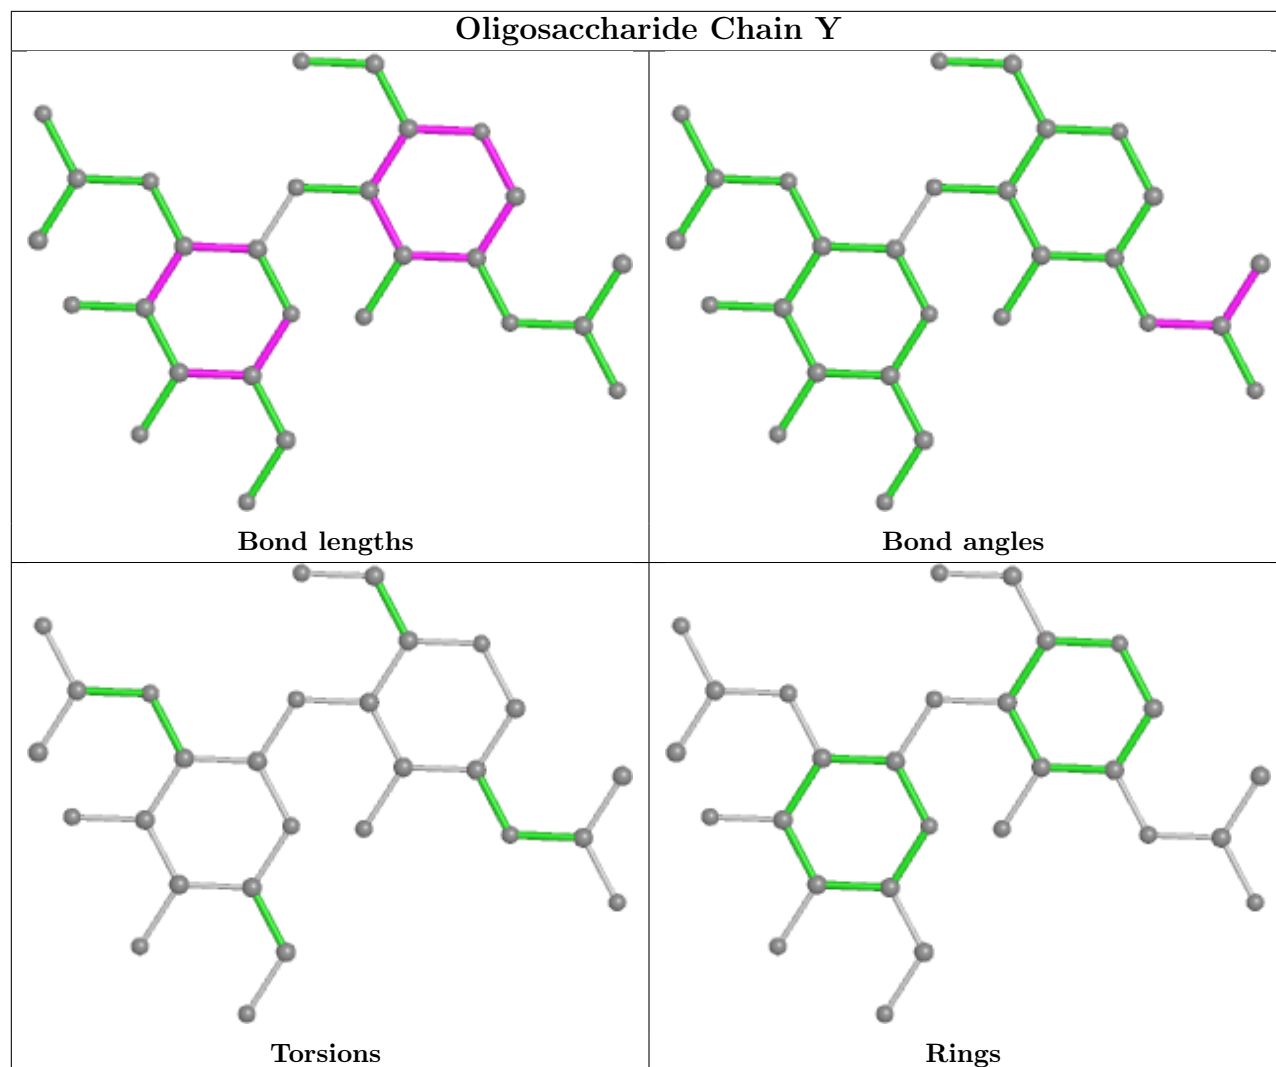 Oligosaccharide Chain Y
Bond lengths
Bond angles
Torsions
Rings